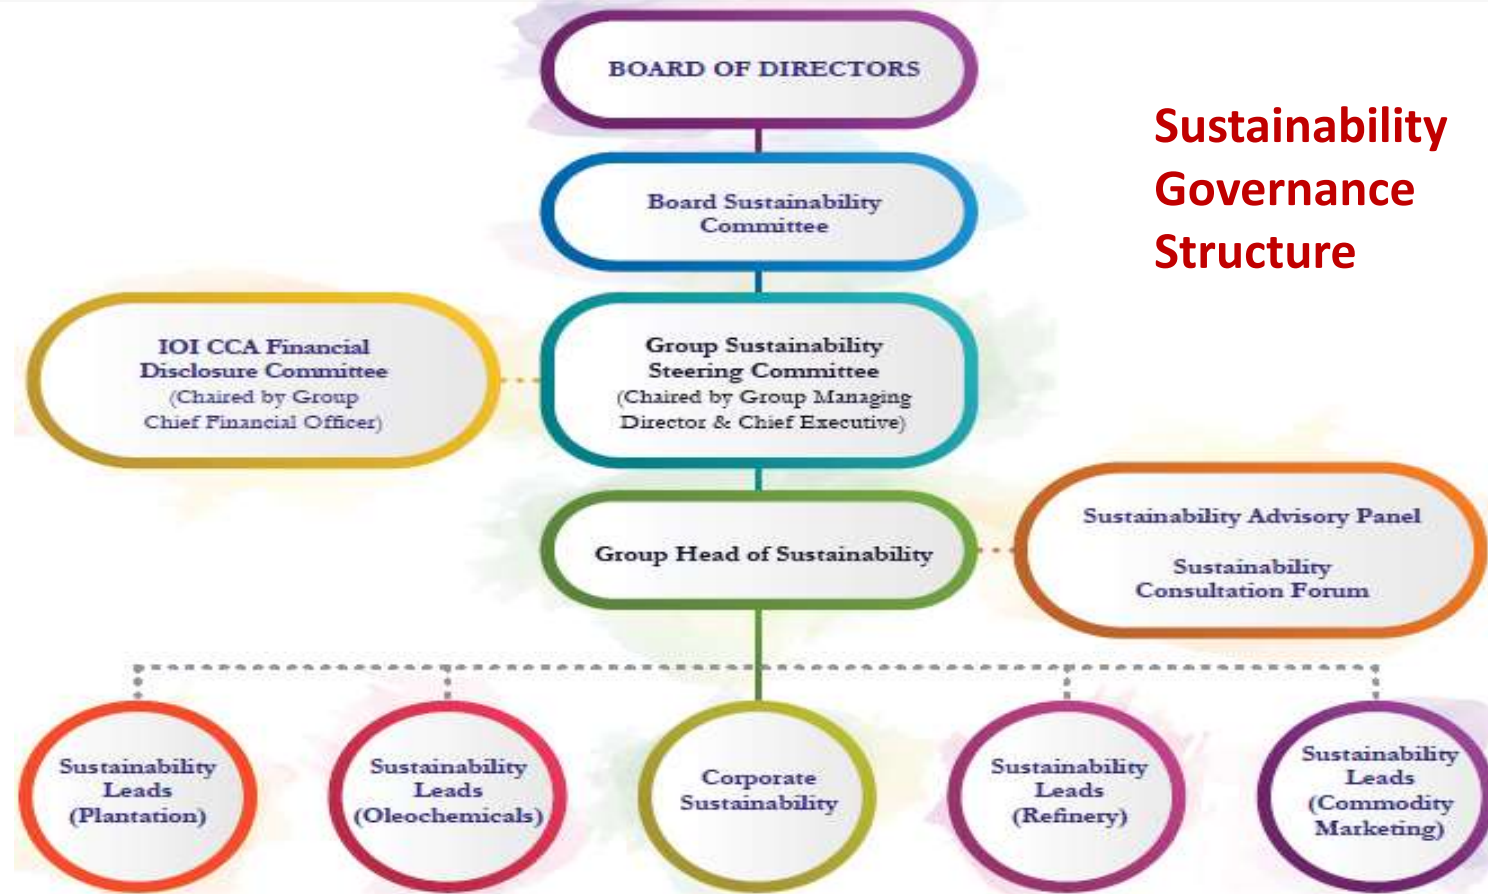 BOARD OF DIRECTORS
Sustainability
Governance
Structure
Board Sustainability
Committee
IOI CCA Financial
Disclosure Committee
(Chaired by Group
Chief Financial Officer)
Group Sustainability
Steering Committee
(Chaired by Group Managing
Director & Chief Executive)
Group Head of Sustainability
Sustainability Advisory Panel
Sustainability
Consultation Forum
Sustainability
Leads
(Plantation)
Sustainability
Leads
(Oleochemicals)
Corporate
Sustainability
Sustainability
Leads
(Refinery)
Sustainability
Leads
(Commodity
Marketing)